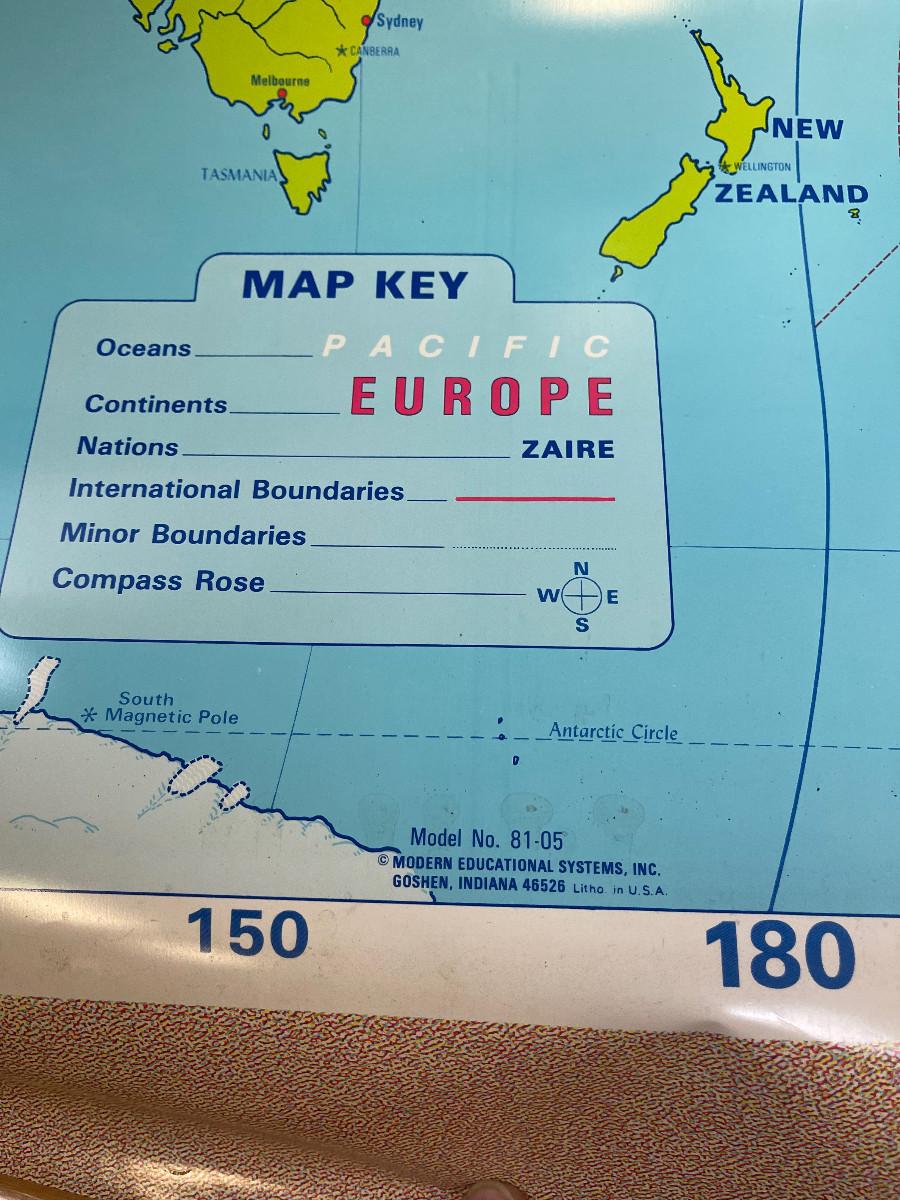 Sydney
CANBERRA
Melbourne
TASMANIA
NEW
WELLINGTON
ZEALAND
MAP KEY
Oceans PACIFIC
Continents EUROPE
Nations ZAIRE
International Boundaries
Minor Boundaries
Compass Rose
N
W E
S
South
Magnetic Pole
Antarctic Circle
Model No. 81-05
© MODERN EDUCATIONAL SYSTEMS, INC.
GOSHEN, INDIANA 46526 Litho. in U.S.A.
150 180